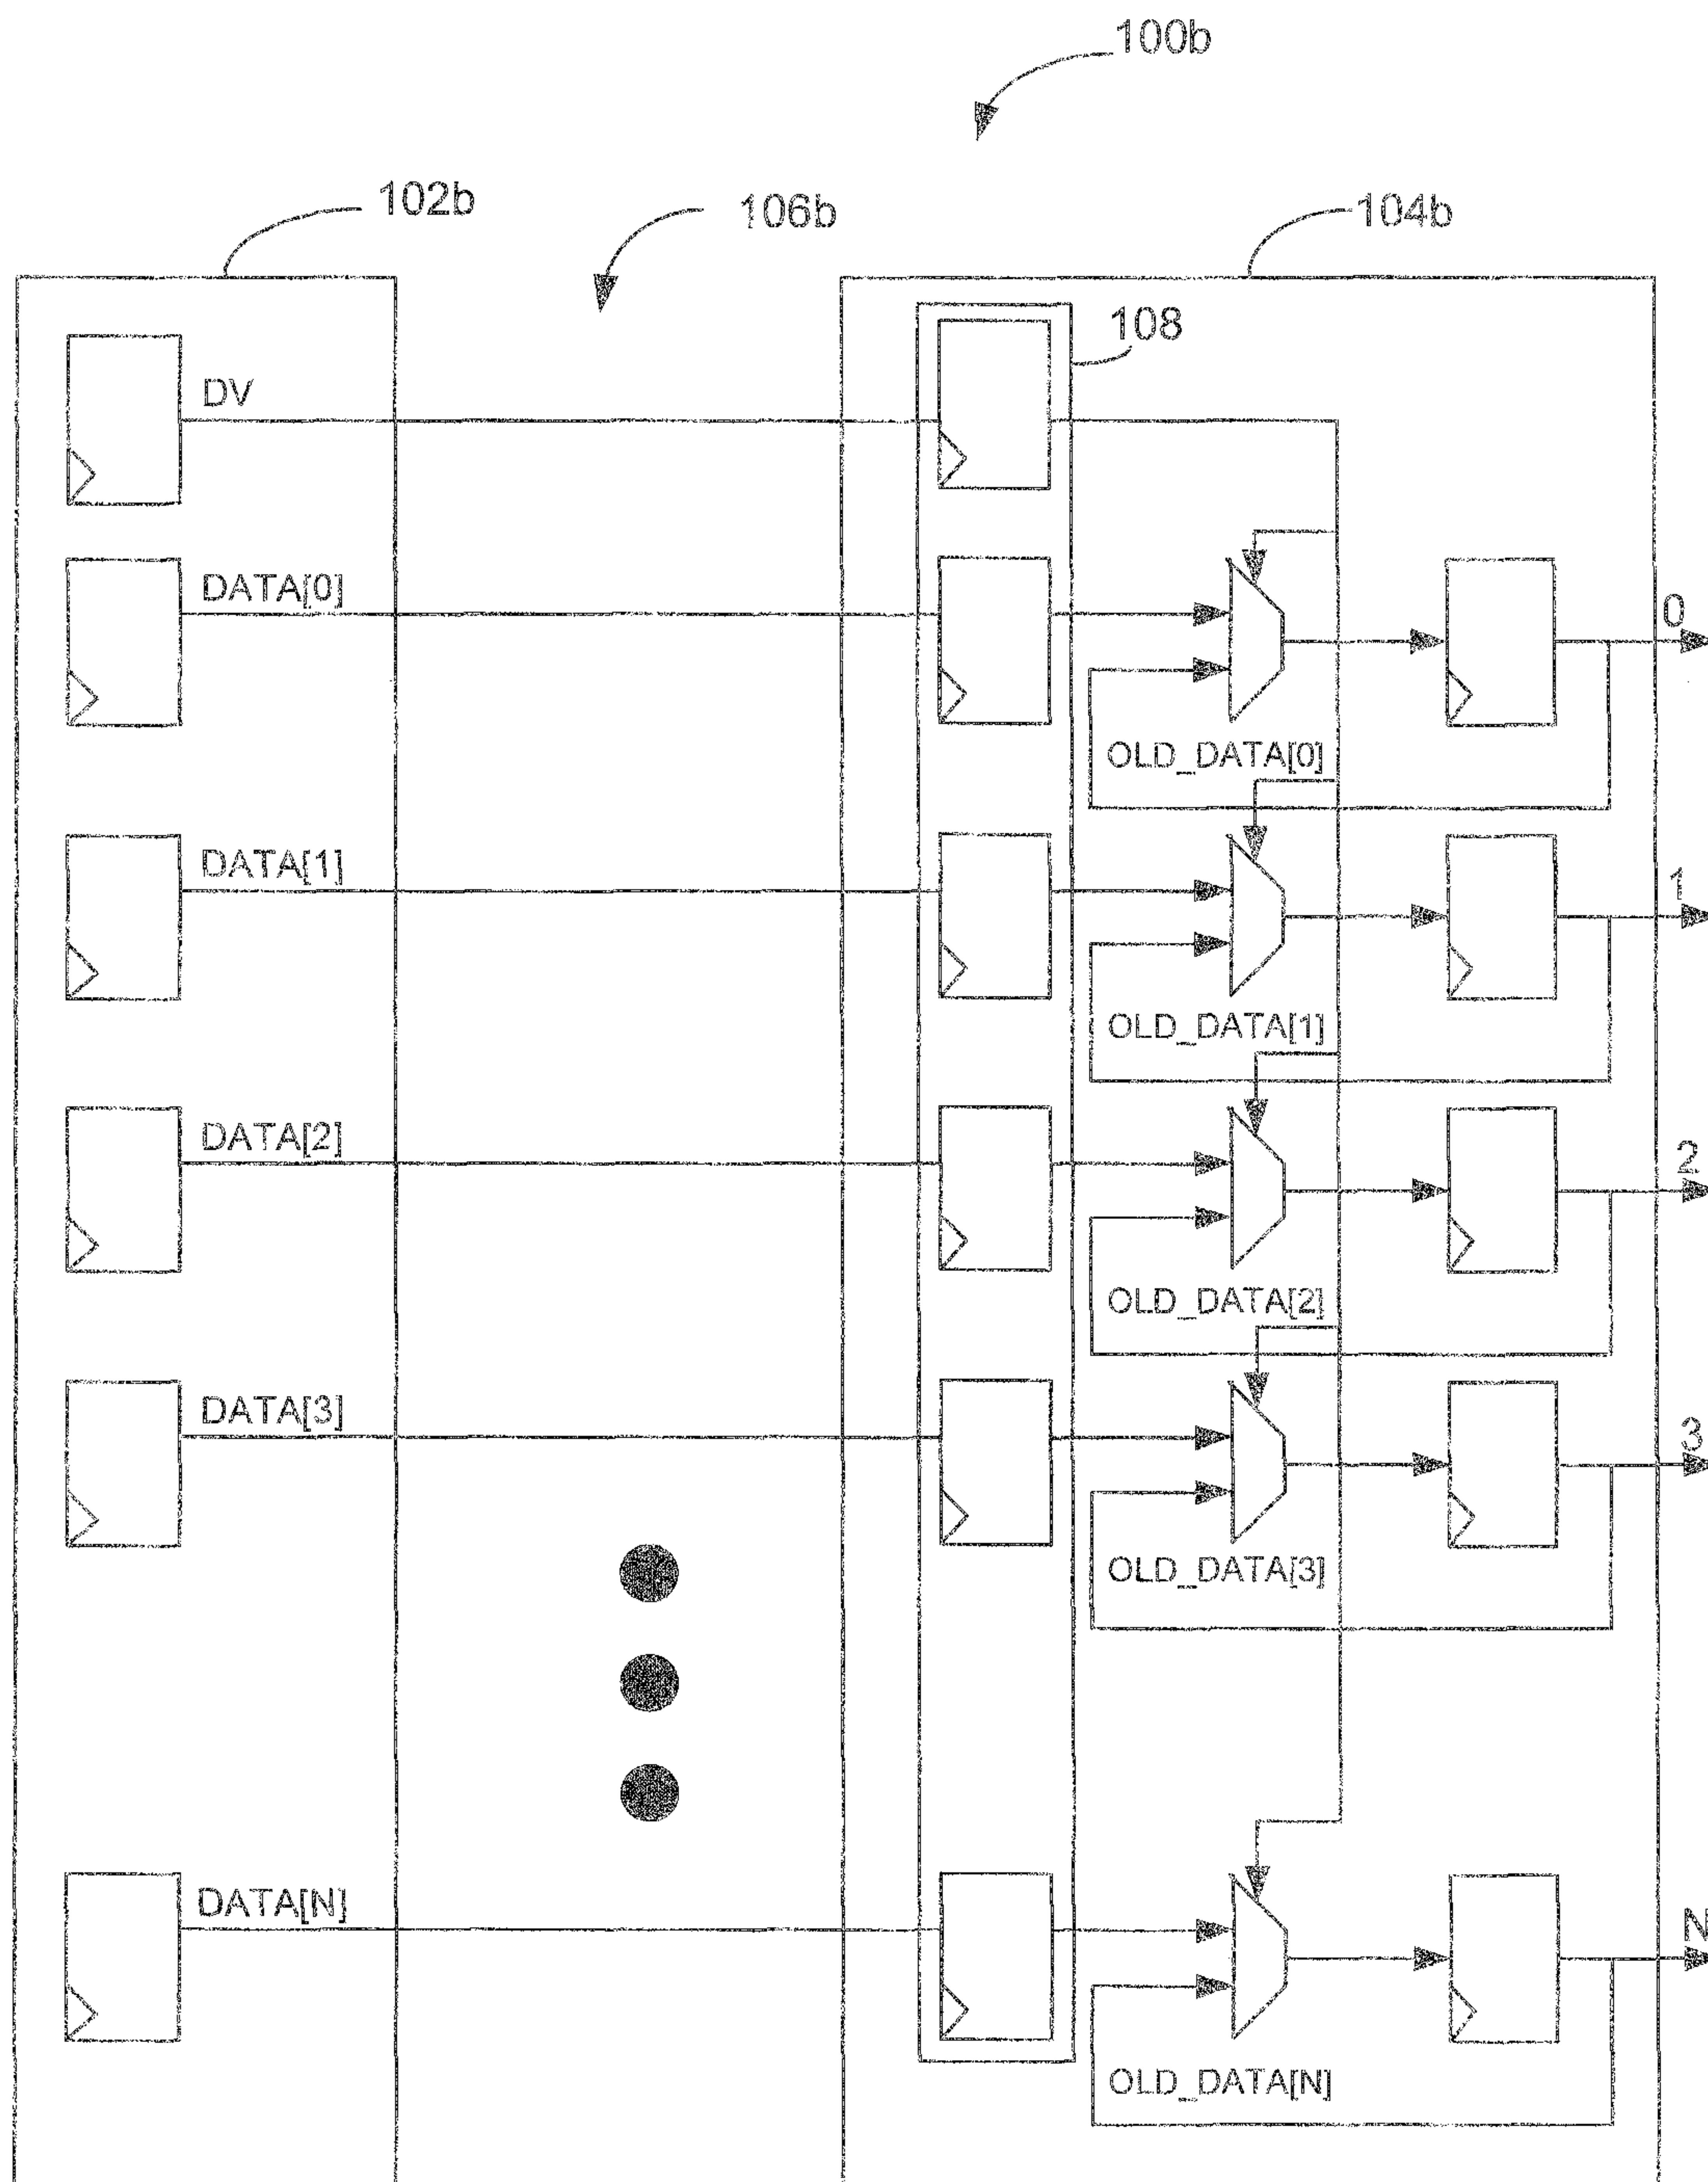 100b
102b
106b
104b
108
DV
DATA[0]
0
OLD_DATA[0]
DATA[1]
1
OLD_DATA[1]
DATA[2]
2
OLD_DATA[2]
DATA[3]
3
OLD_DATA[3]
DATA[N]
N
OLD_DATA[N]